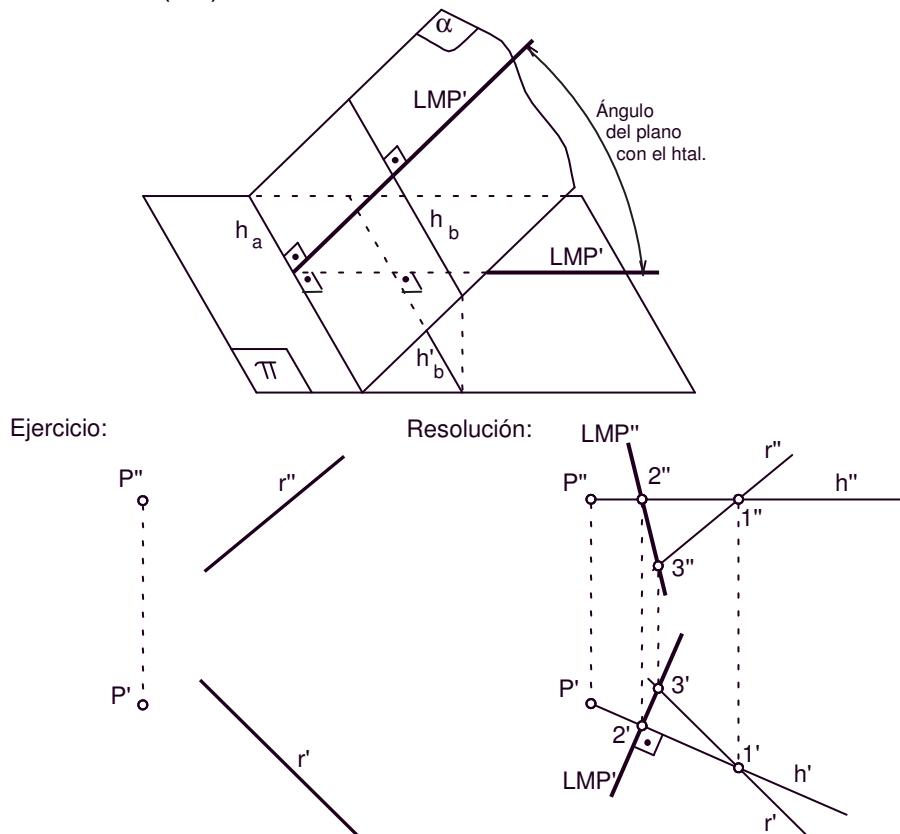 α
LMP'
Ángulo
del plano
con el htal.
h a
h b
LMP'
h' b
π
Ejercicio:
Resolución:
LMP''
P''
r''
P''
2''
r''
h''
1''
3''
P'
P'
3'
2'
1'
r'
LMP'
h'
r'